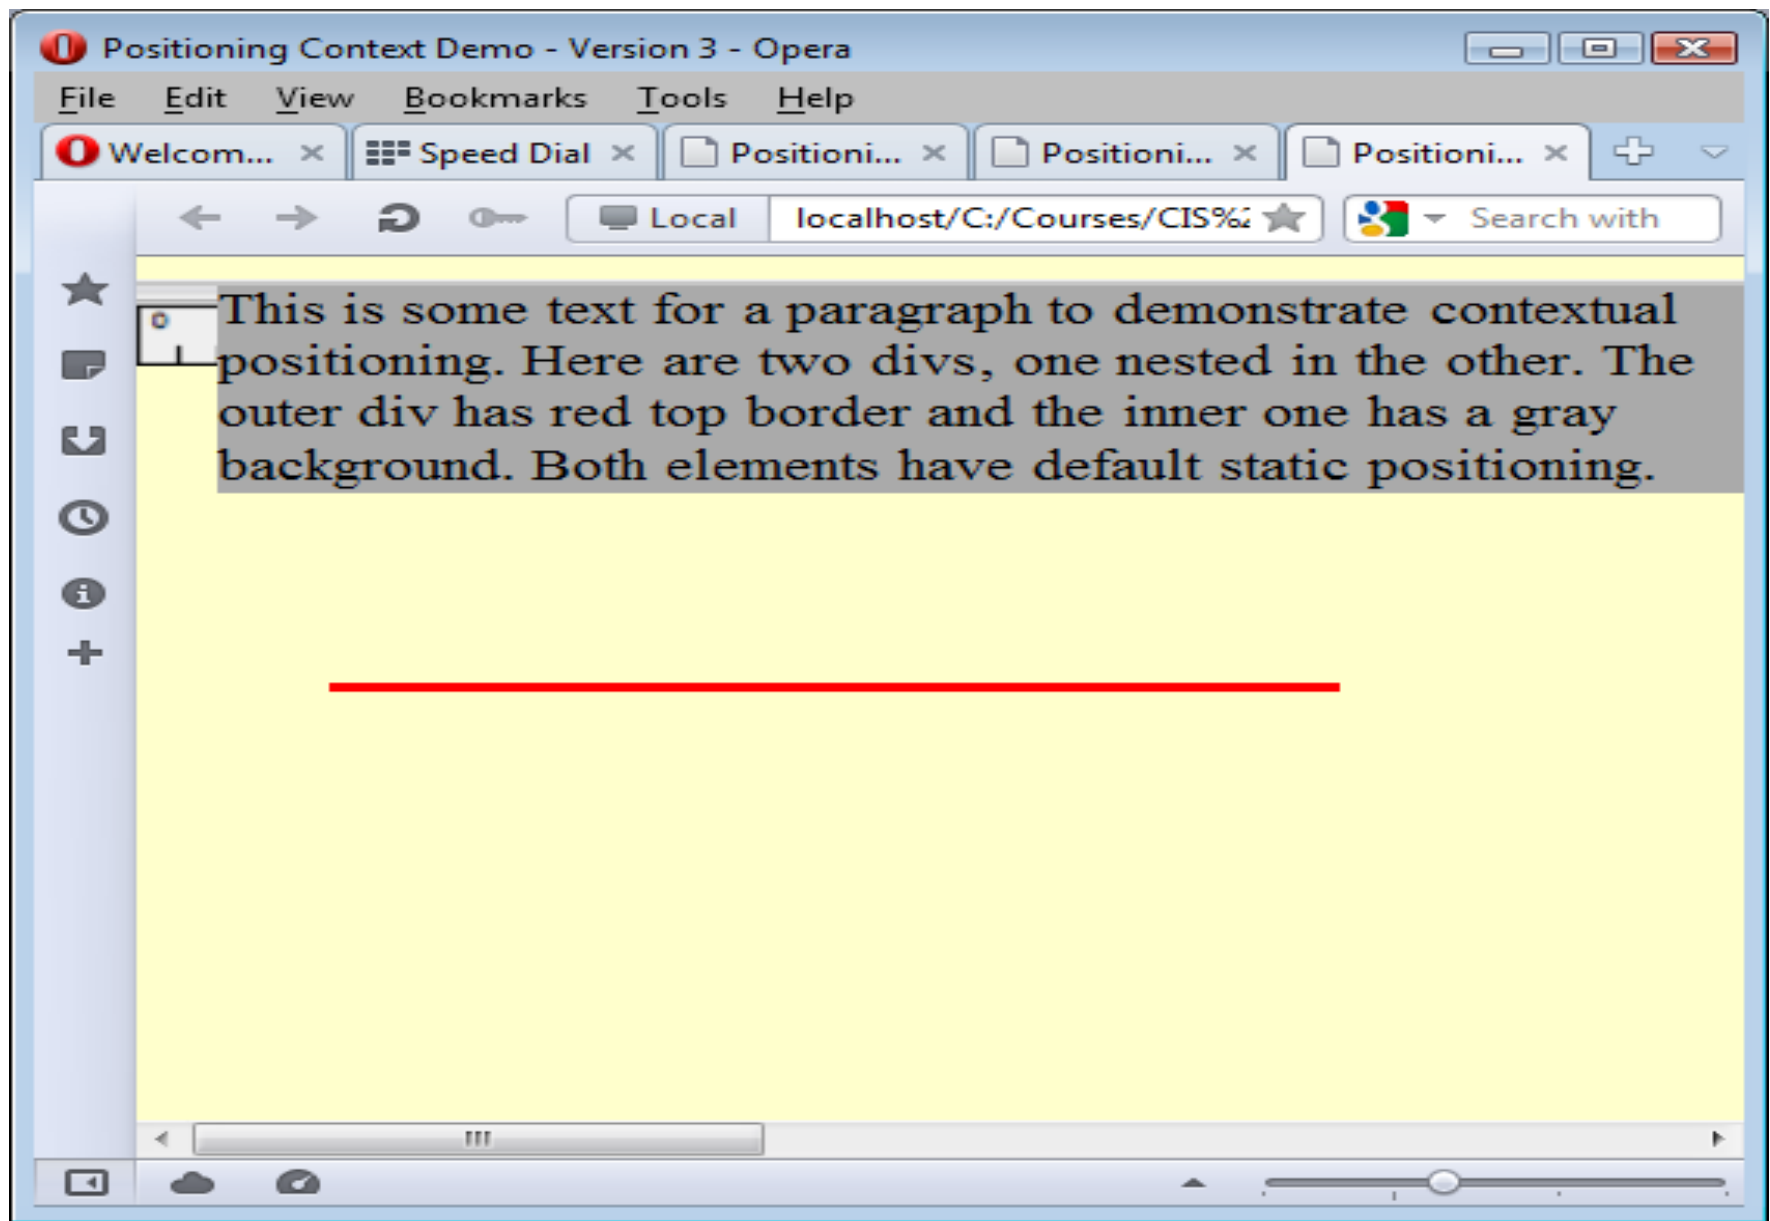 Positioning Context Demo - Version 3 - Opera
File Edit View Bookmarks Tools Help
Welcom... Speed Dial Positioni... Positioni... Positioni...
Local localhost/C:/Courses/CIS%2 Search with
0
This is some text for a paragraph to demonstrate contextual
positioning. Here are two divs, one nested in the other. The
outer div has red top border and the inner one has a gray
background. Both elements have default static positioning.